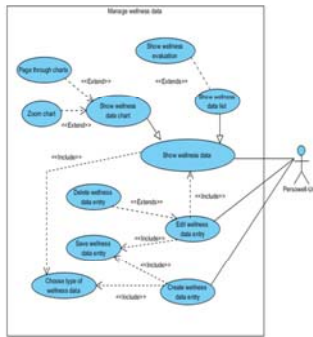 Manage wellness data
Show wellness
evaluation
Page through charts
<<Extend>>
<<Extends>>
Zoom chart
Show wellness
data chart
Show wellness
data list
<<Extend>>
<<Include>>
Show wellness data
Delete wellness
data entry
<<Extends>>
<<Include>>
Edit wellness
data entry
Save wellness
data entry
<<Include>>
<<Include>>
Choose type of
wellness data
<<Include>>
Create wellness
data entry